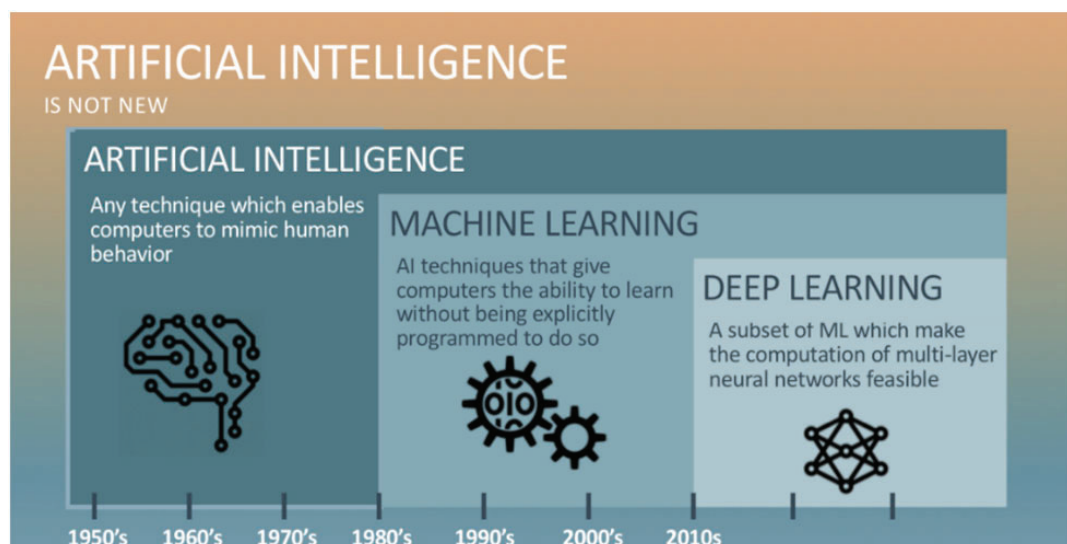 ARTIFICIAL INTELLIGENCE
IS NOT NEW
ARTIFICIAL INTELLIGENCE
Any technique which enables
computers to mimic human
behavior
MACHINE LEARNING
AI techniques that give
computers the ability to learn
without being explicitly
programmed to do so
DEEP LEARNING
A subset of ML which make
the computation of multi-layer
neural networks feasible
1950's 1960's 1970's 1980's 1990's 2000's 2010s